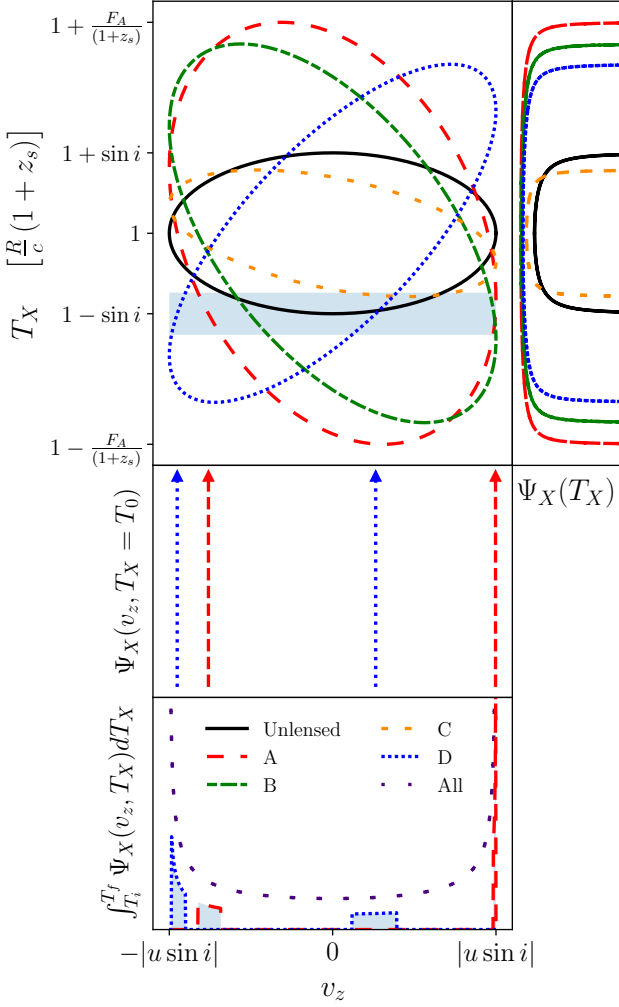 1 + F_A/(1+z_s)
1 + sin i
1
1 − sin i
1 − F_A/(1+z_s)
T_X [R/c (1 + z_s)]
Ψ_X(T_X)
Ψ_X(v_z, T_X = T_0)
∫_{T_i}^{T_f} Ψ_X(v_z, T_X)dT_X
Unlensed
A
B
C
D
All
−|u sin i|
0
|u sin i|
v_z